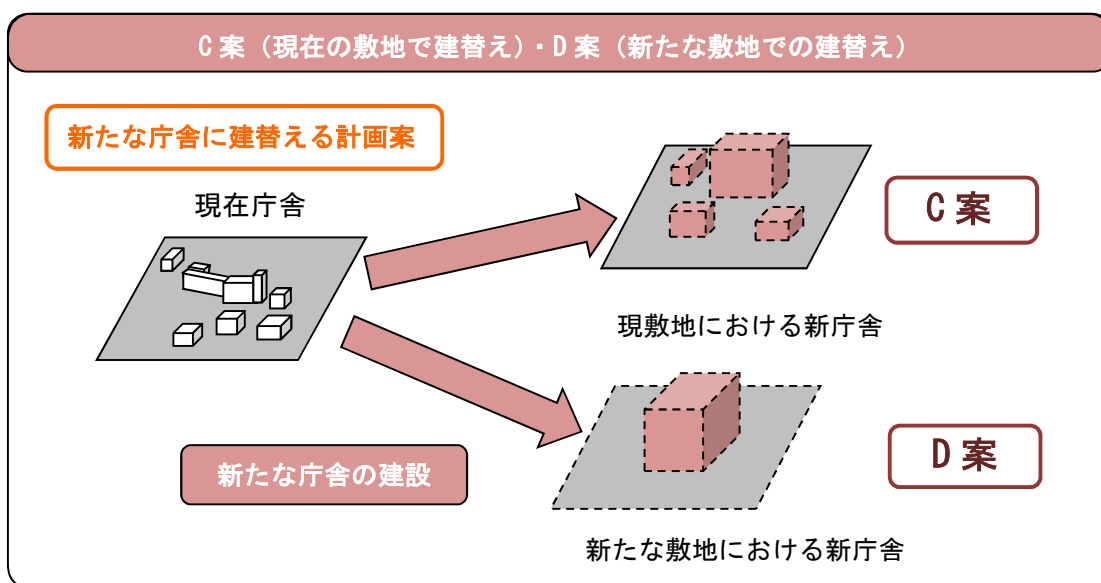 C案（現在の敷地で建替え）・D案（新たな敷地での建替え）
新たな庁舎に建替える計画案
現在庁舎
C案
現敷地における新庁舎
新たな庁舎の建設
D案
新たな敷地における新庁舎